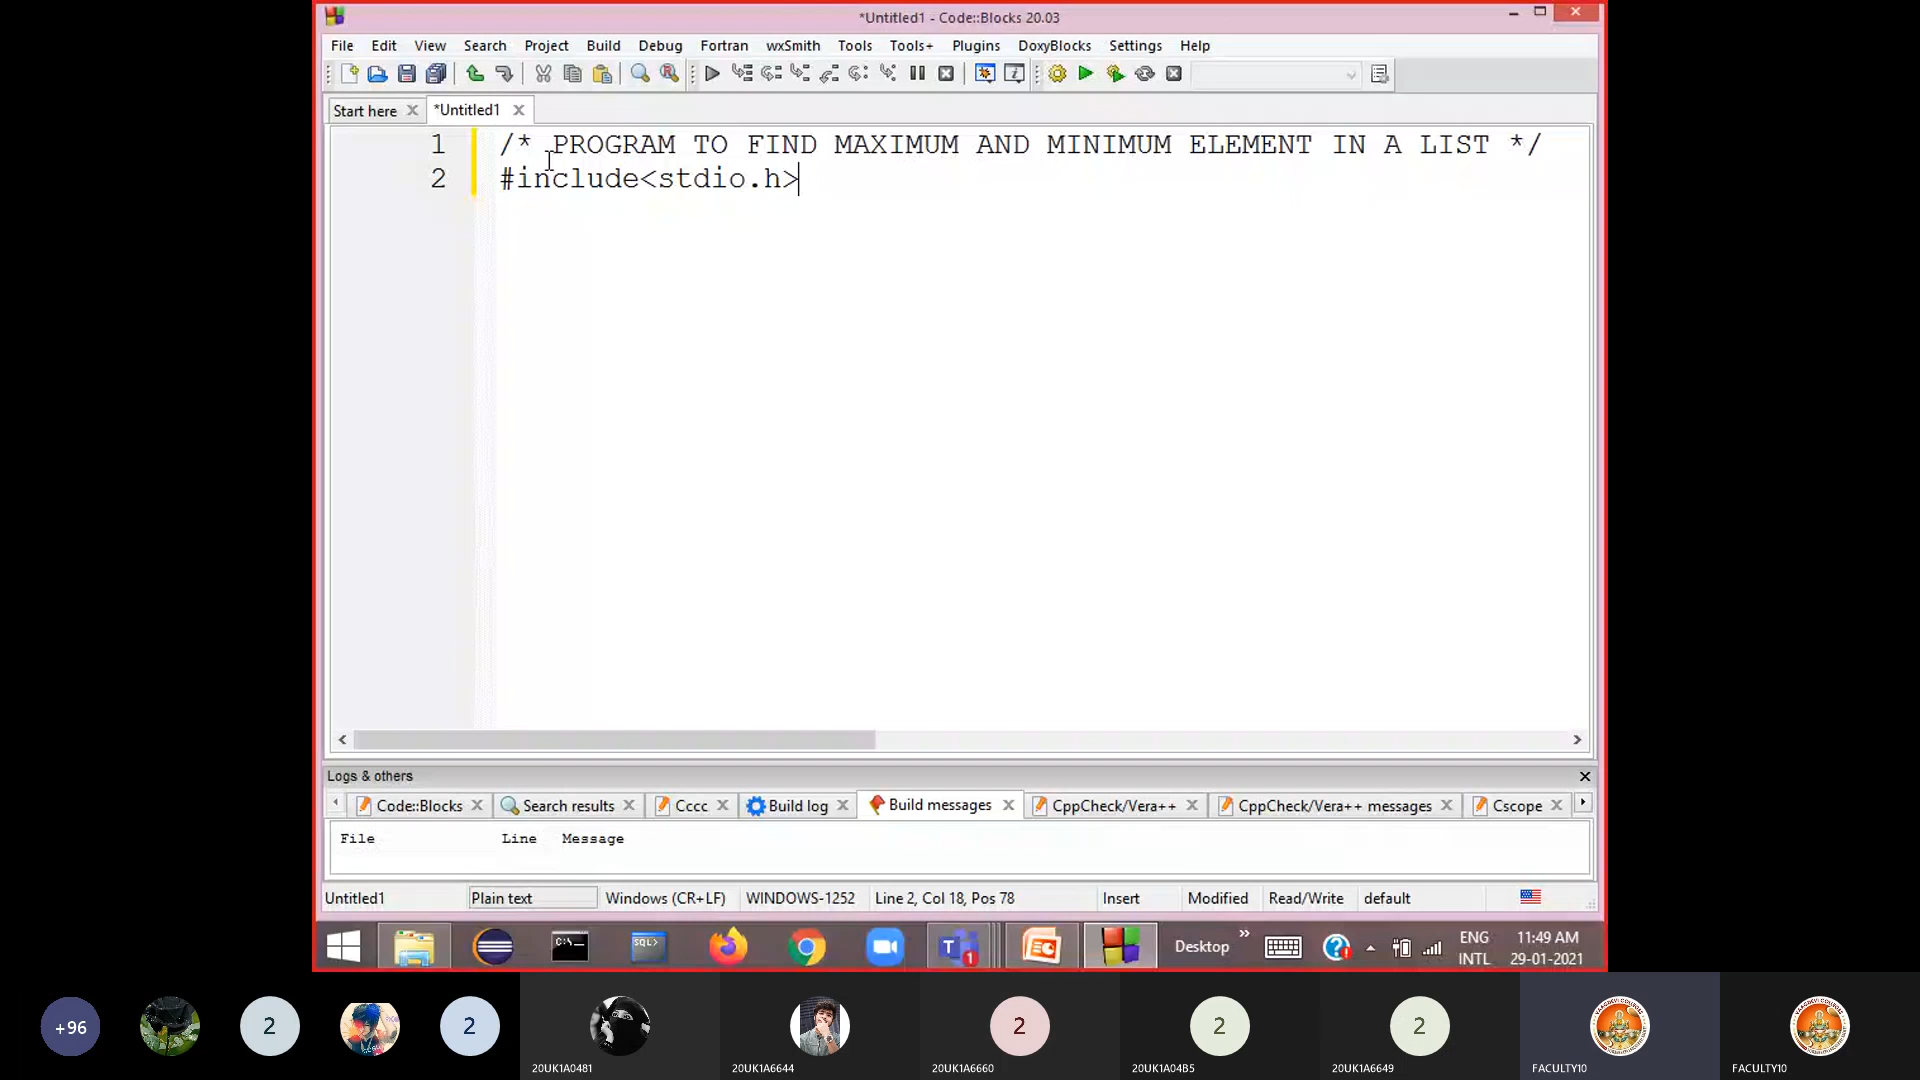 *Untitled1 - Code::Blocks 20.03
File Edit View Search Project Build Debug Fortran wxSmith Tools Tools+ Plugins DoxyBlocks Settings Help
Start here *Untitled1
1 /* PROGRAM TO FIND MAXIMUM AND MINIMUM ELEMENT IN A LIST */
2 #include<stdio.h>
Logs & others
Code::Blocks Search results Cccc Build log Build messages CppCheck/Vera++ CppCheck/Vera++ messages Cscope
File Line Message
Untitled1 Plain text Windows (CR+LF) WINDOWS-1252 Line 2, Col 18, Pos 78 Insert Modified Read/Write default
C:\_ SQL> T 1 Desktop » ENG 11:49 AM
INTL 29-01-2021
+96 2 2 2 2 2
20UK1A0481 20UK1A6644 20UK1A6660 20UK1A04B5 20UK1A6649 FACULTY10 FACULTY10